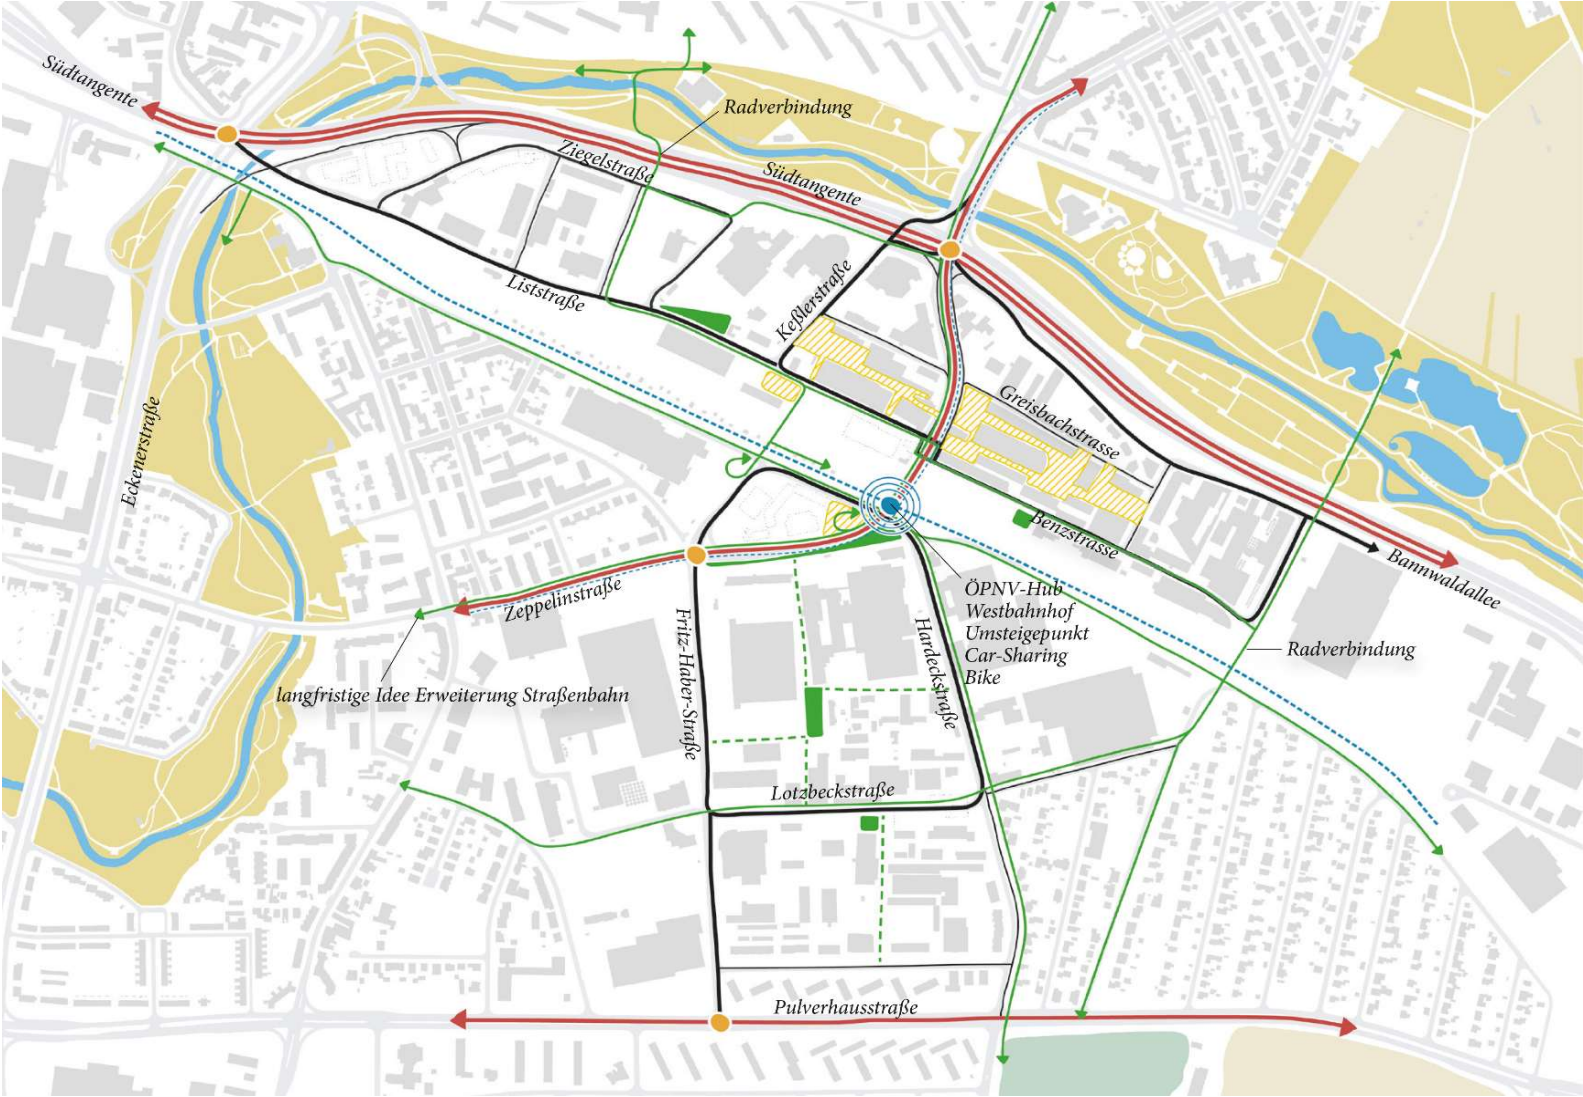 Südtangente
Radverbindung
Ziegelstraße
Südtangente
Liststraße
Keßlerstraße
Greisbachstrasse
Eckenerstraße
Benzstrasse
Bannwaldallee
Zeppelinstraße
ÖPNV-Hub
Westbahnhof
Umsteigepunkt
Car-Sharing
Bike
Fritz-Haber-Straße
Hardeckstraße
Radverbindung
langfristige Idee Erweiterung Straßenbahn
Lotzbeckstraße
Pulverhausstraße